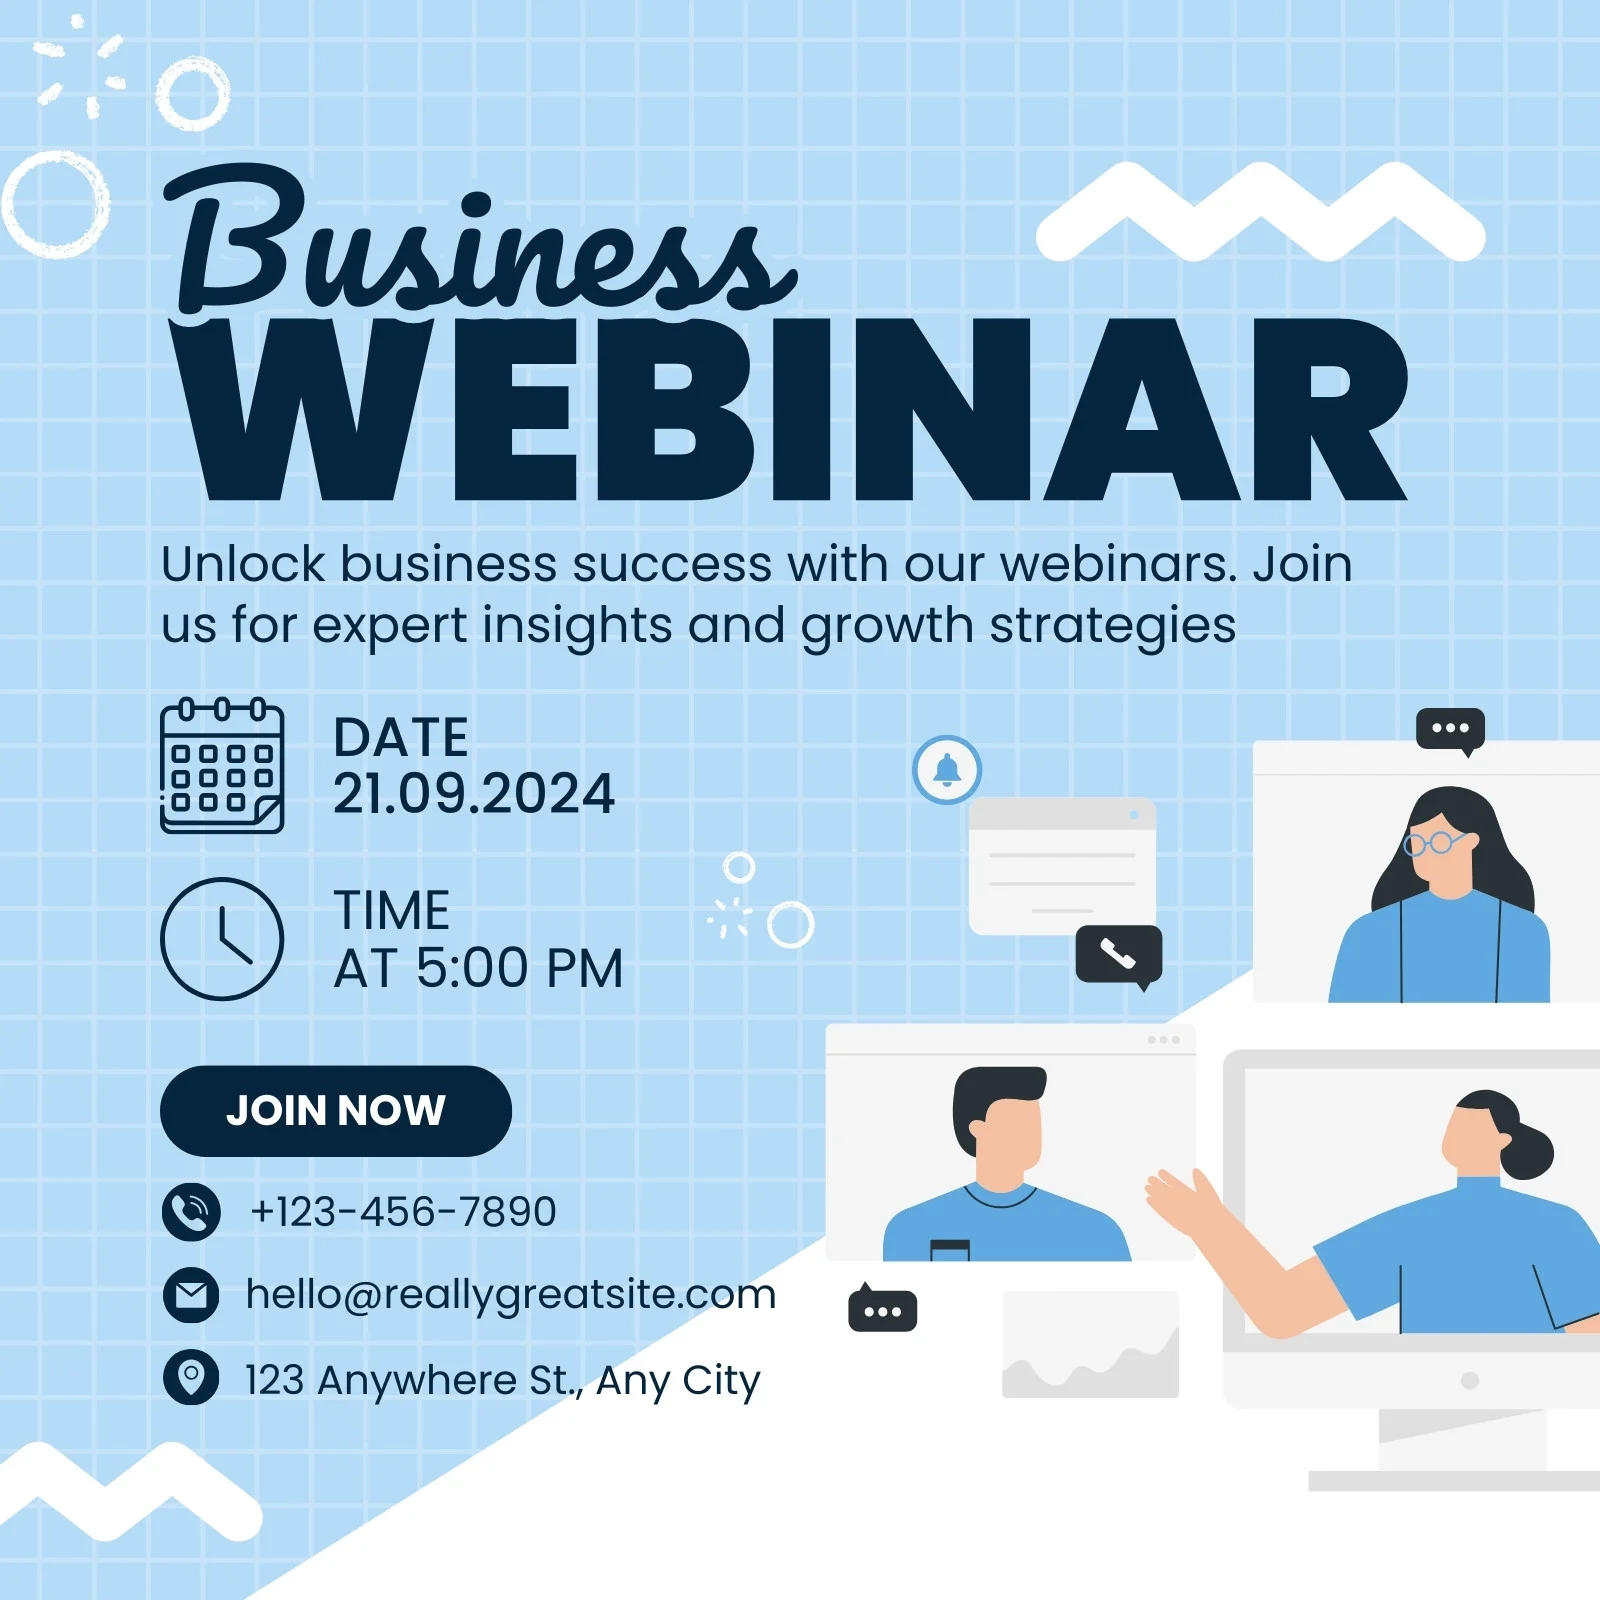 Business
WEBINAR
Unlock business success with our webinars. Join
us for expert insights and growth strategies
DATE
21.09.2024
TIME
AT 5:00 PM
JOIN NOW
+123-456-7890
hello@reallygreatsite.com
123 Anywhere St., Any City